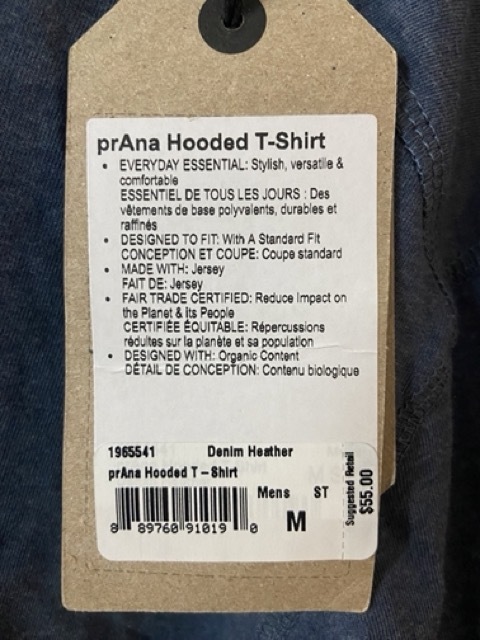 prAna Hooded T-Shirt
• EVERYDAY ESSENTIAL: Stylish, versatile &
comfortable
ESSENTIEL DE TOUS LES JOURS : Des
vêtements de base polyvalents, durables et
raffinés
• DESIGNED TO FIT: With A Standard Fit
CONCEPTION ET COUPE: Coupe standard
• MADE WITH: Jersey
FAIT DE: Jersey
• FAIR TRADE CERTIFIED: Reduce Impact on
the Planet & Its People
CERTIFIÉE ÉQUITABLE: Répercussions
réduites sur la planète et sa population
• DESIGNED WITH: Organic Content
DÉTAIL DE CONCEPTION: Contenu biologique
1965541 Denim Heather
prAna Hooded T-Shirt
Mens ST
M
8 89760 91019 0
Suggested Retail
$55.00